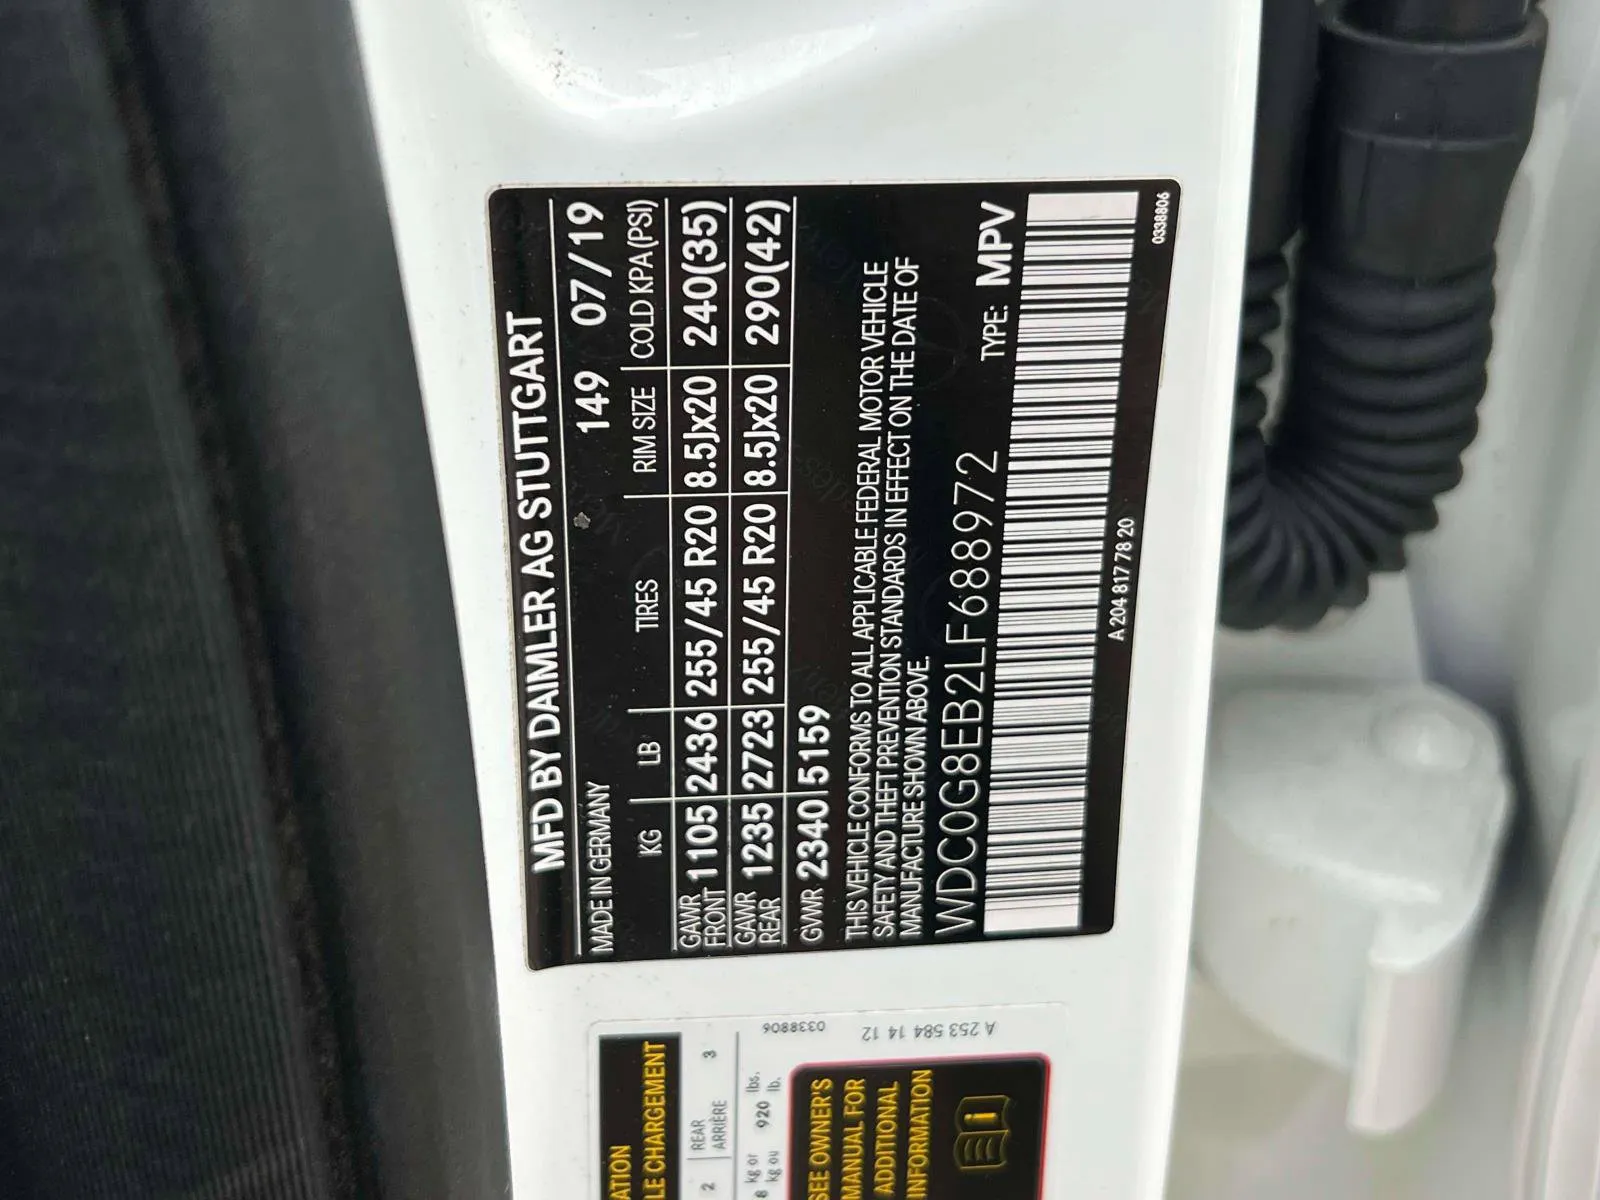 MFD BY DAIMLER AG STUTTGART
149 07/19
MADE IN GERMANY
KG LB TIRES RIM SIZE COLD KPA(PSI)
GAWR FRONT 1105 2436 255/45 R20 8.5Jx20 240(35)
GAWR REAR 1235 2723 255/45 R20 8.5Jx20 290(42)
GVWR 2340 5159
THIS VEHICLE CONFORMS TO ALL APPLICABLE FEDERAL MOTOR VEHICLE
SAFETY AND THEFT PREVENTION STANDARDS IN EFFECT ON THE DATE OF
MANUFACTURE SHOWN ABOVE.
TYPE: MPV
WDC0G8EB2LF688972
A 204 817 78 20
0338806
LE CHARGEMENT
2 REAR 3
ARRIÈRE
kg or 920 lbs.
kg ou lb.
0338806
A 253 584 14 12
SEE OWNER'S
MANUAL FOR
ADDITIONAL
INFORMATION